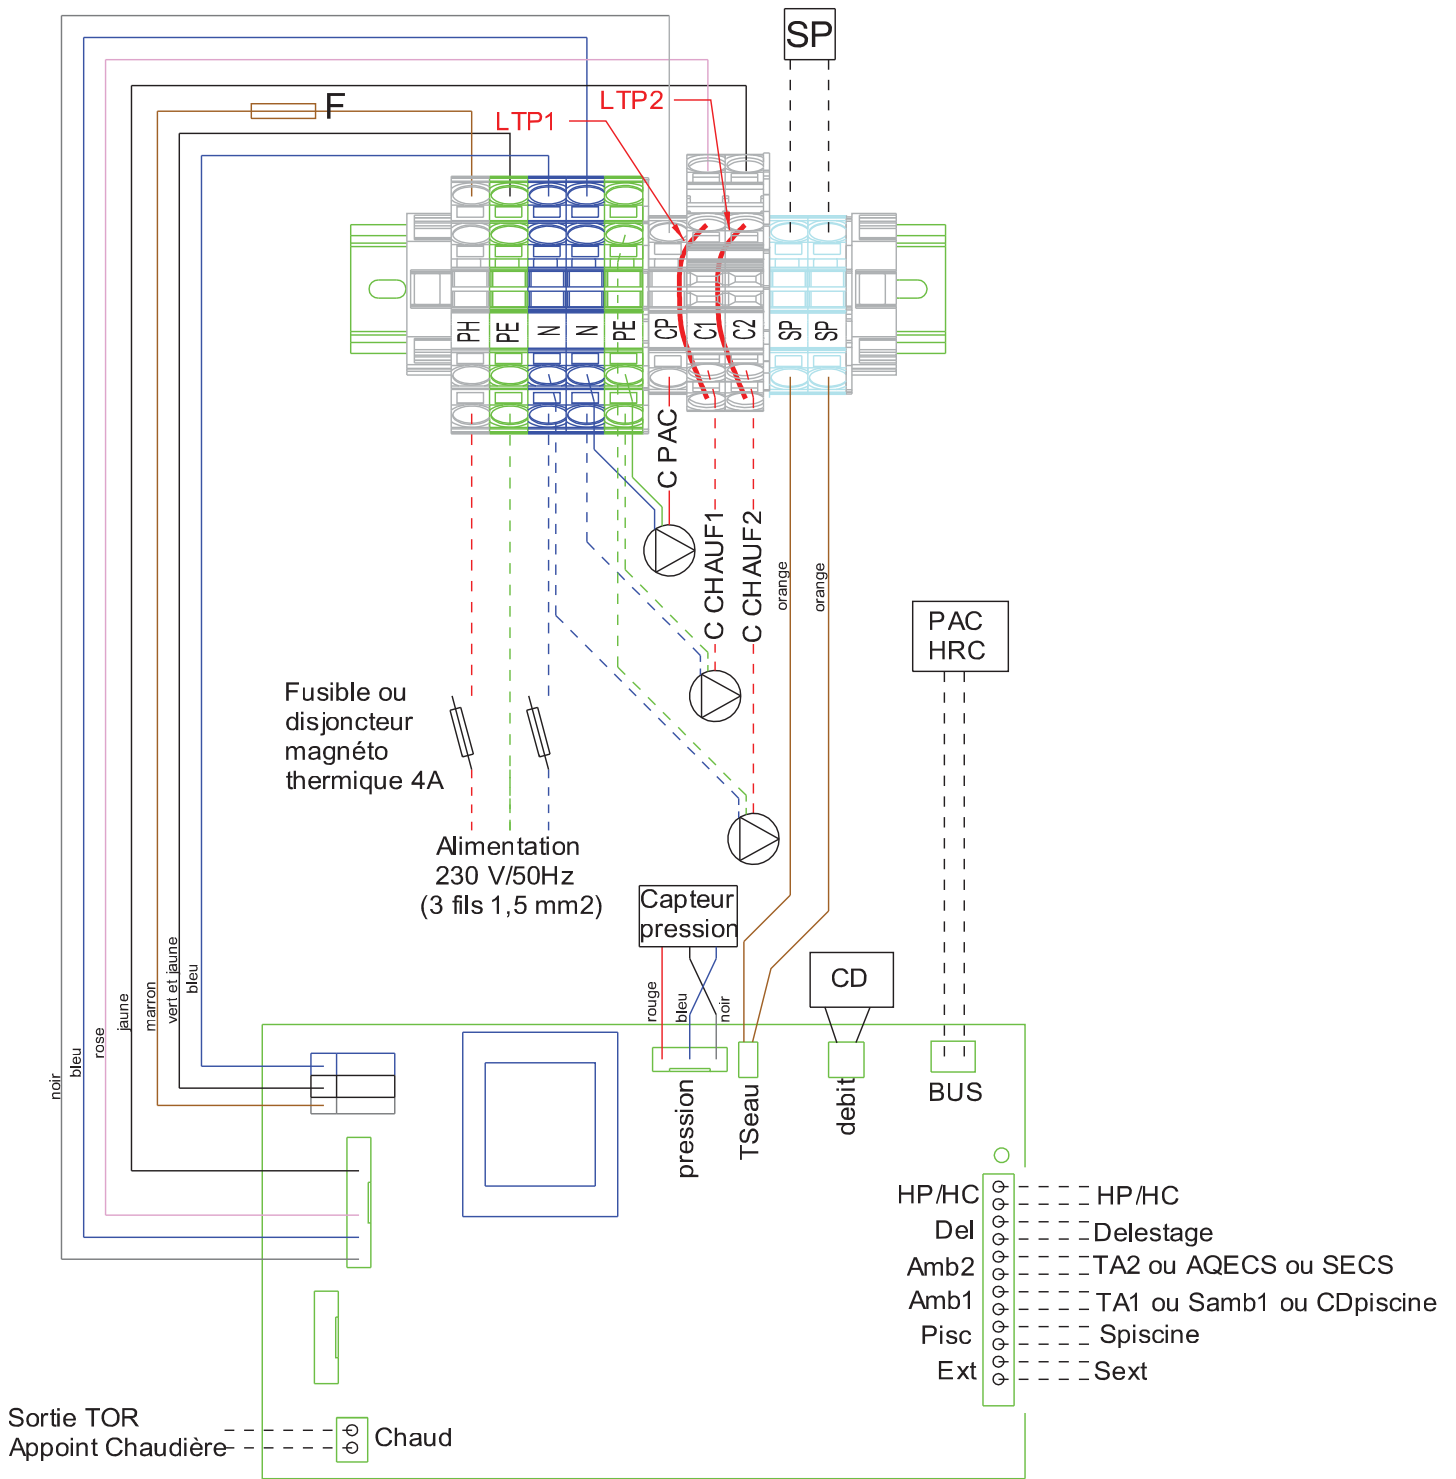 SP
F
LTP2
LTP1
PH
PE
N
N
PE
CP
C1
C2
SP
SP
C PAC
C CHAUF1
C CHAUF2
orange
orange
PAC
HRC
Fusible ou
disjoncteur
magnéto
thermique 4A
Alimentation
230 V/50Hz
(3 fils 1,5 mm2)
Capteur
pression
CD
noir
bleu
rose
jaune
marron
vert et jaune
bleu
rouge
bleu
noir
pression
TSeau
debit
BUS
HP/HC
HP/HC
Del
Delestage
Amb2
TA2 ou AQECS ou SECS
Amb1
TA1 ou Samb1 ou CDpiscine
Pisc
Spiscine
Ext
Sext
Sortie TOR
Appoint Chaudière
Chaud